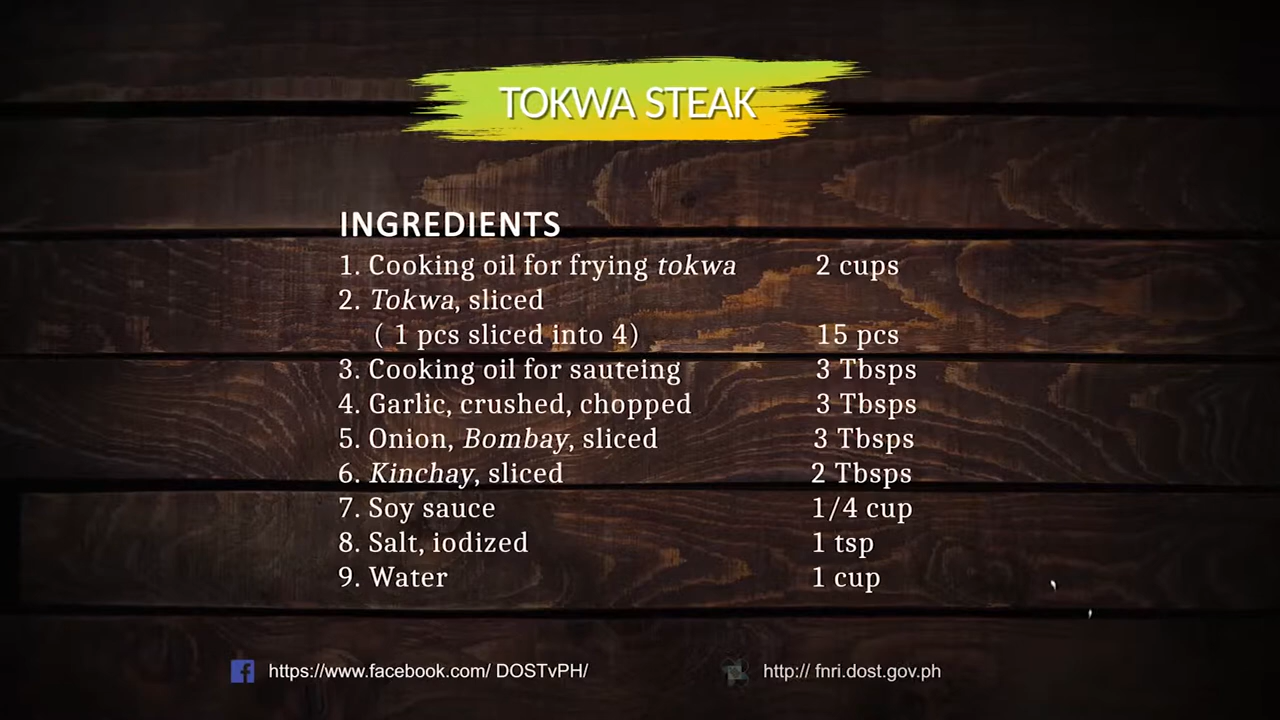 TOKWA STEAK
INGREDIENTS
1. Cooking oil for frying tokwa 2 cups
2. Tokwa, sliced
( 1 pcs sliced into 4) 15 pcs
3. Cooking oil for sauteing 3 Tbsps
4. Garlic, crushed, chopped 3 Tbsps
5. Onion, Bombay, sliced 3 Tbsps
6. Kinchay, sliced 2 Tbsps
7. Soy sauce 1/4 cup
8. Salt, iodized 1 tsp
9. Water 1 cup
https://www.facebook.com/ DOSTvPH/ http:// fnri.dost.gov.ph